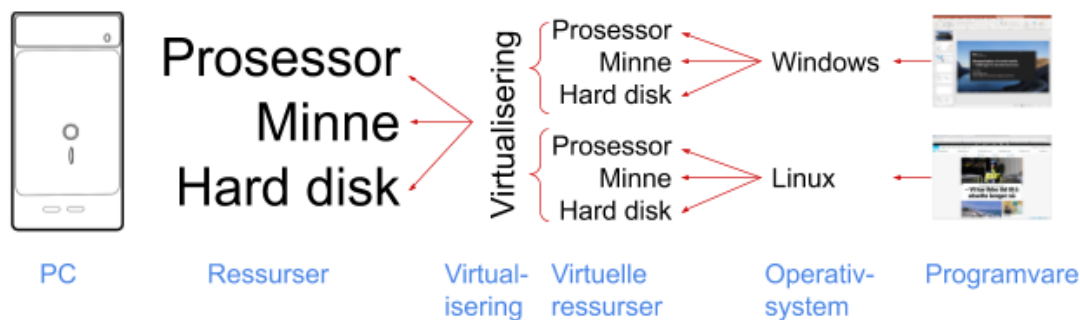 Prosessor
Minne
Hard disk
Virtualisering
Prosessor
Minne
Hard disk
Windows
Prosessor
Minne
Hard disk
Linux
PC
Ressurser
Virtual-
isering
Virtuelle
ressurser
Operativ-
system
Programvare